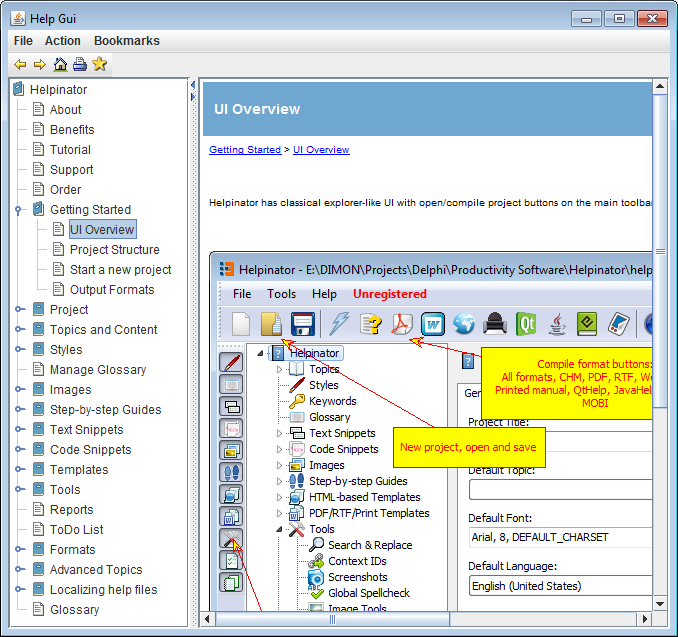 Help Gui
File Action Bookmarks
Helpinator
About
Benefits
Tutorial
Support
Order
Getting Started
UI Overview
Project Structure
Start a new project
Output Formats
Project
Topics and Content
Styles
Manage Glossary
Images
Step-by-step Guides
Text Snippets
Code Snippets
Templates
Tools
Reports
ToDo List
Formats
Advanced Topics
Localizing help files
Glossary
UI Overview
Getting Started > UI Overview
Helpinator has classical explorer-like UI with open/compile project buttons on the main toolba
Helpinator - E:\DIMON\Projects\Delphi\Productivity Software\Helpinator\help
File Tools Help Unregistered
W Qt
Helpinator
Topics
Styles
Keywords
Glossary
Text Snippets
Code Snippets
Images
Step-by-step Guides
HTML-based Templates
PDF/RTF/Print Templates
Tools
Search & Replace
Context IDs
Screenshots
Global Spellcheck
Image Tools
Compile format buttons:
All formats, CHM, PDF, RTF, W
Printed manual, QtHelp, JavaHel
MOBI
New project, open and save
Ger
Project Title:
Default Topic:
Default Font:
Arial, 8, DEFAULT_CHARSET
Default Language:
English (United States)